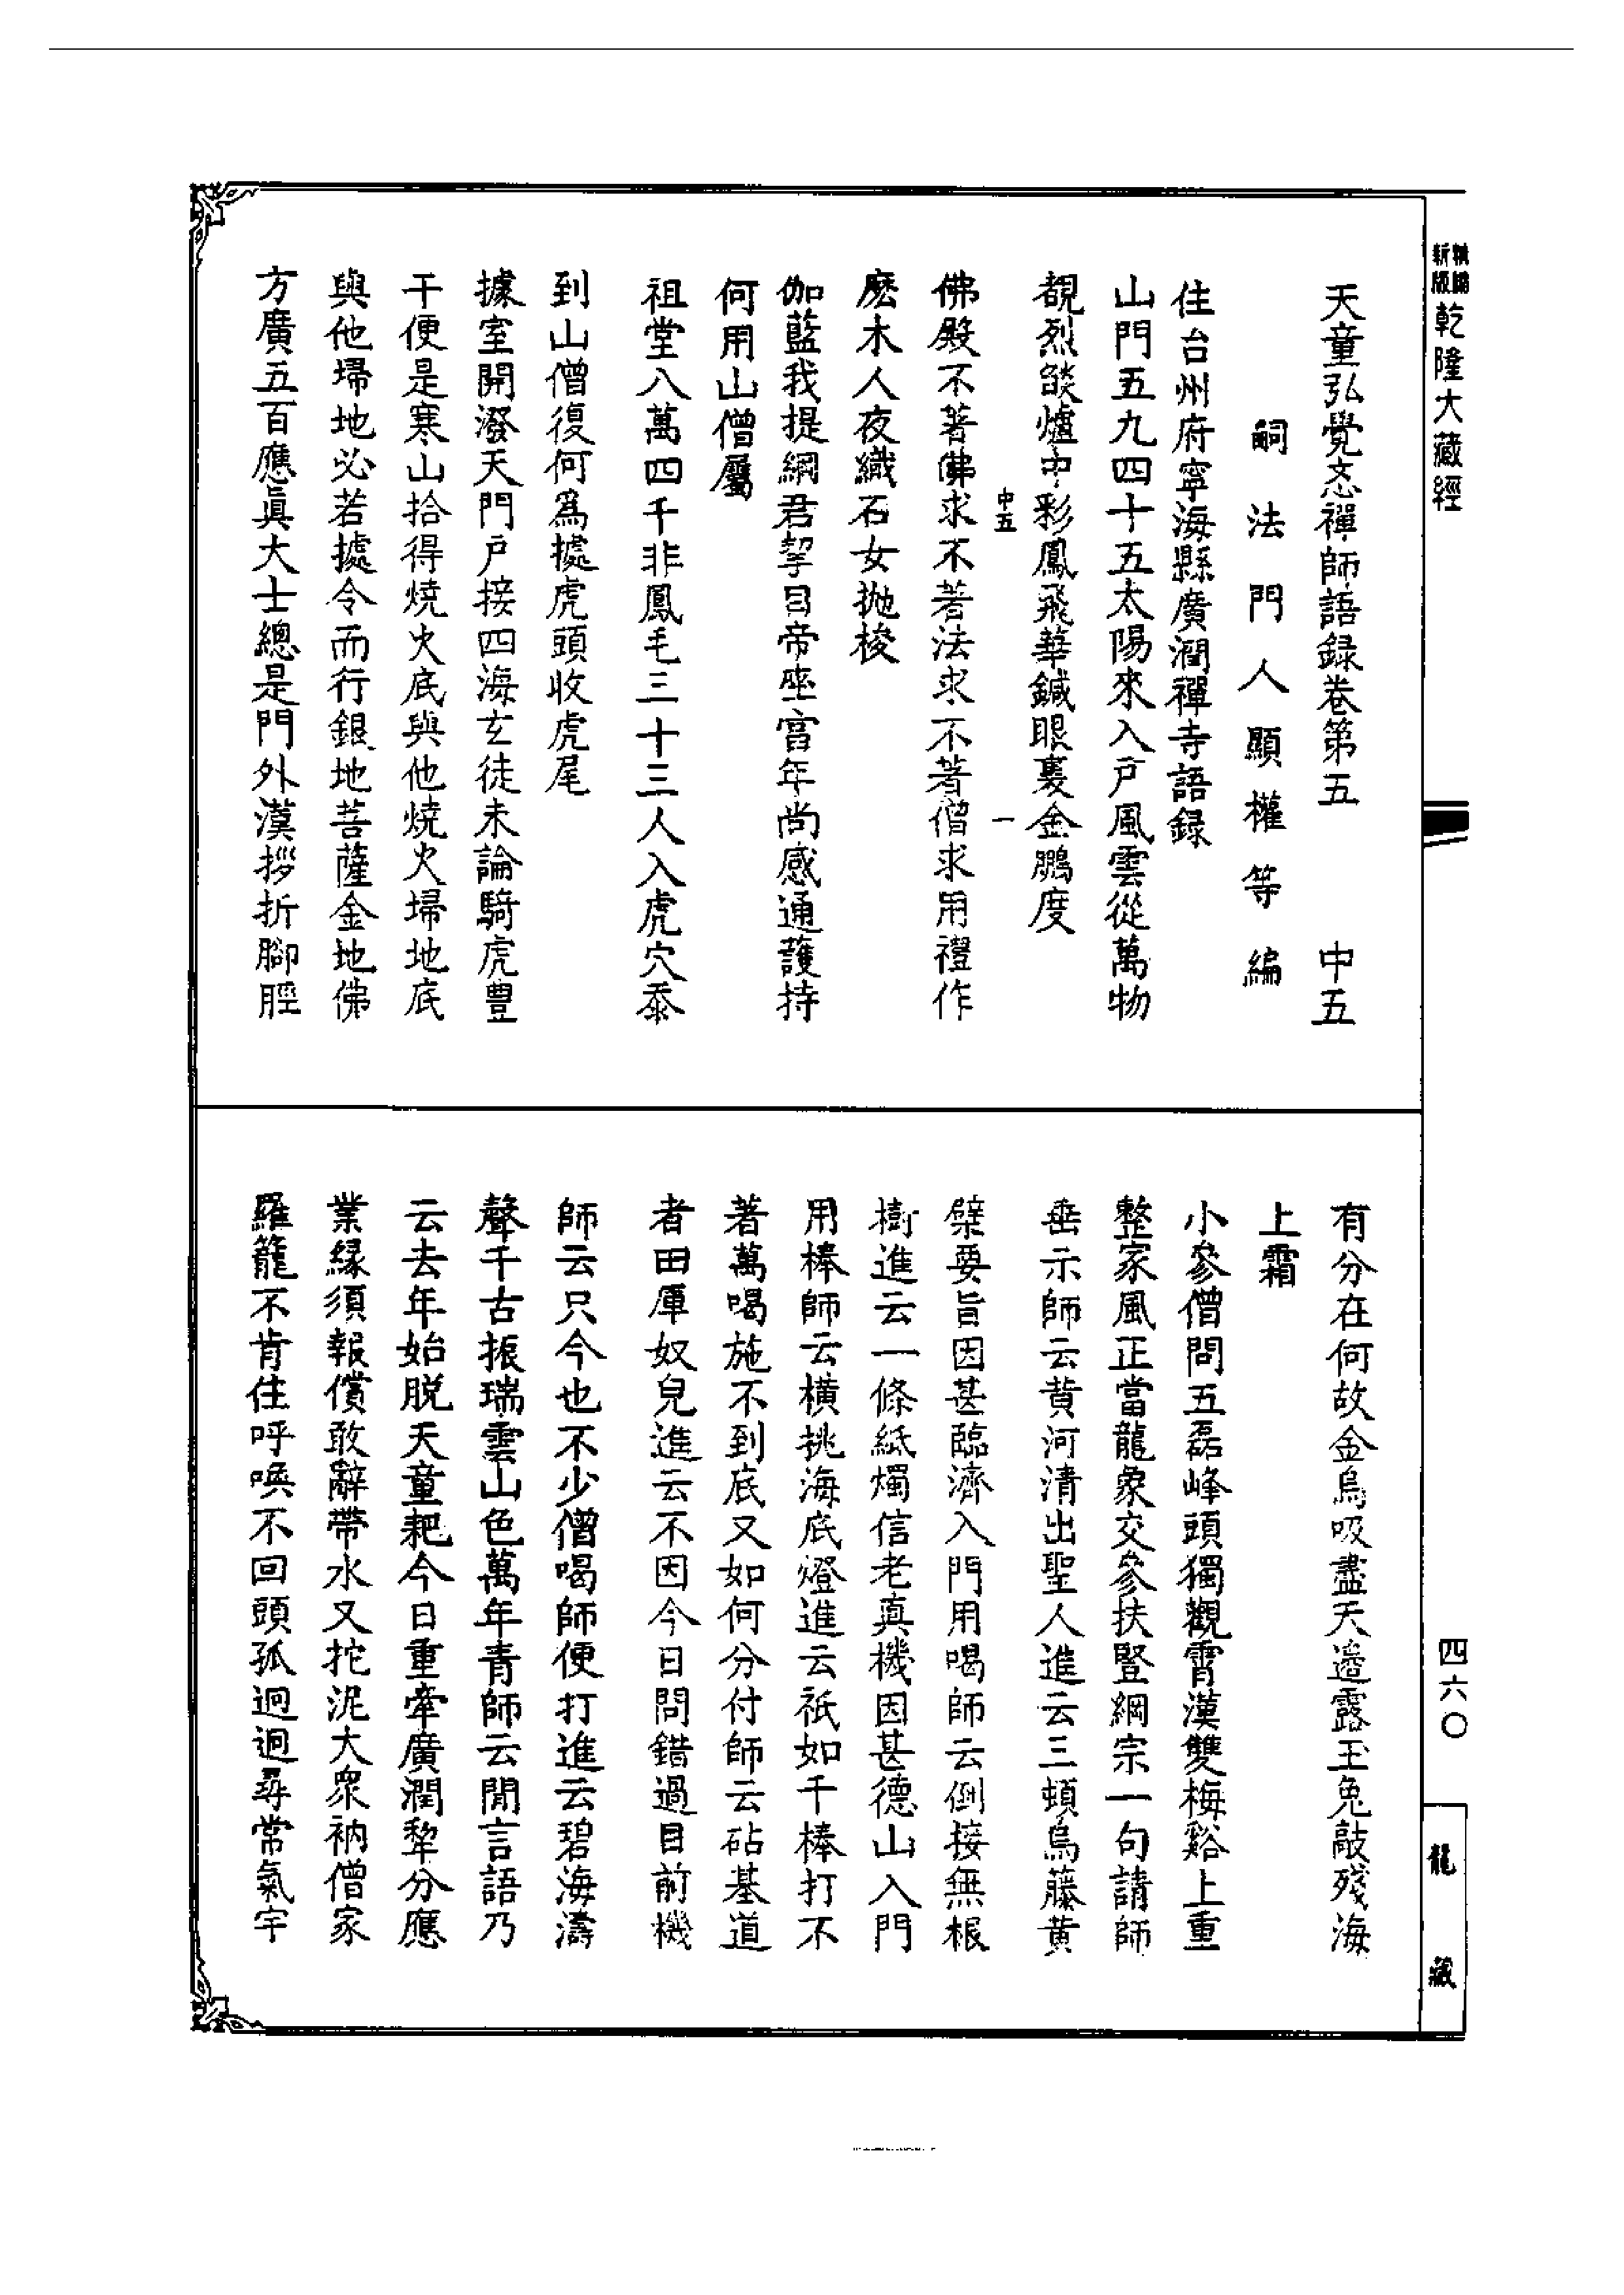 新版
精縮
乾隆大藏經
天童弘覺忞禪師語録卷第五　中五
嗣法門人顯權等編
住台州府寧海縣廣潤禪寺語録
山門五九四十五太陽來入戸風雲從萬物
覩烈燄爐中彩鳳飛華鍼眼裏金鵬度
中五　一
佛殿不著佛求不著法求不著僧求用禮作
麽木人夜織石女抛梭
伽藍我提綱君挈目帝座當年尚感通護持
何用山僧屬
祖堂八萬四千非鳳毛三十三人入虎穴黍
到山僧復何爲據虎頭收虎尾
據室開潑天門户接四海玄徒未論騎虎豐
干便是寒山拾得燒火底與他燒火埽地底
與他埽地必若據令而行銀地菩薩金地佛
方廣五百應眞大士總是門外漢拶折腳脛
有分在何故金烏吸盡天邊露玉兔敲殘海
上霜
小參僧問五磊峰頭獨觀霄漢雙梅谿上重
整家風正當龍象交參扶豎綱宗一句請師
垂示師云黄河清出聖人進云三頓烏藤黄
檗要旨因甚臨濟入門用喝師云倒接無根
樹進云一條紙燭信老真機因甚德山入門
用棒師云橫挑海底燈進云祇如千棒打不
著萬喝施不到底又如何分付師云砧基道
者田厙奴兒進云不因今日問錯過目前機
師云只今也不少僧喝師便打進云碧海濤
聲千古振瑞雲山色萬年青師云閒言語乃
云去年始脱天童耙今日重牽廣潤犂分應
業緣須報償敢辭帶水又拕泥大衆衲僧家
羅籠不肯住呼喚不回頭孤迥迥尋常氣宇
四六〇
龍藏